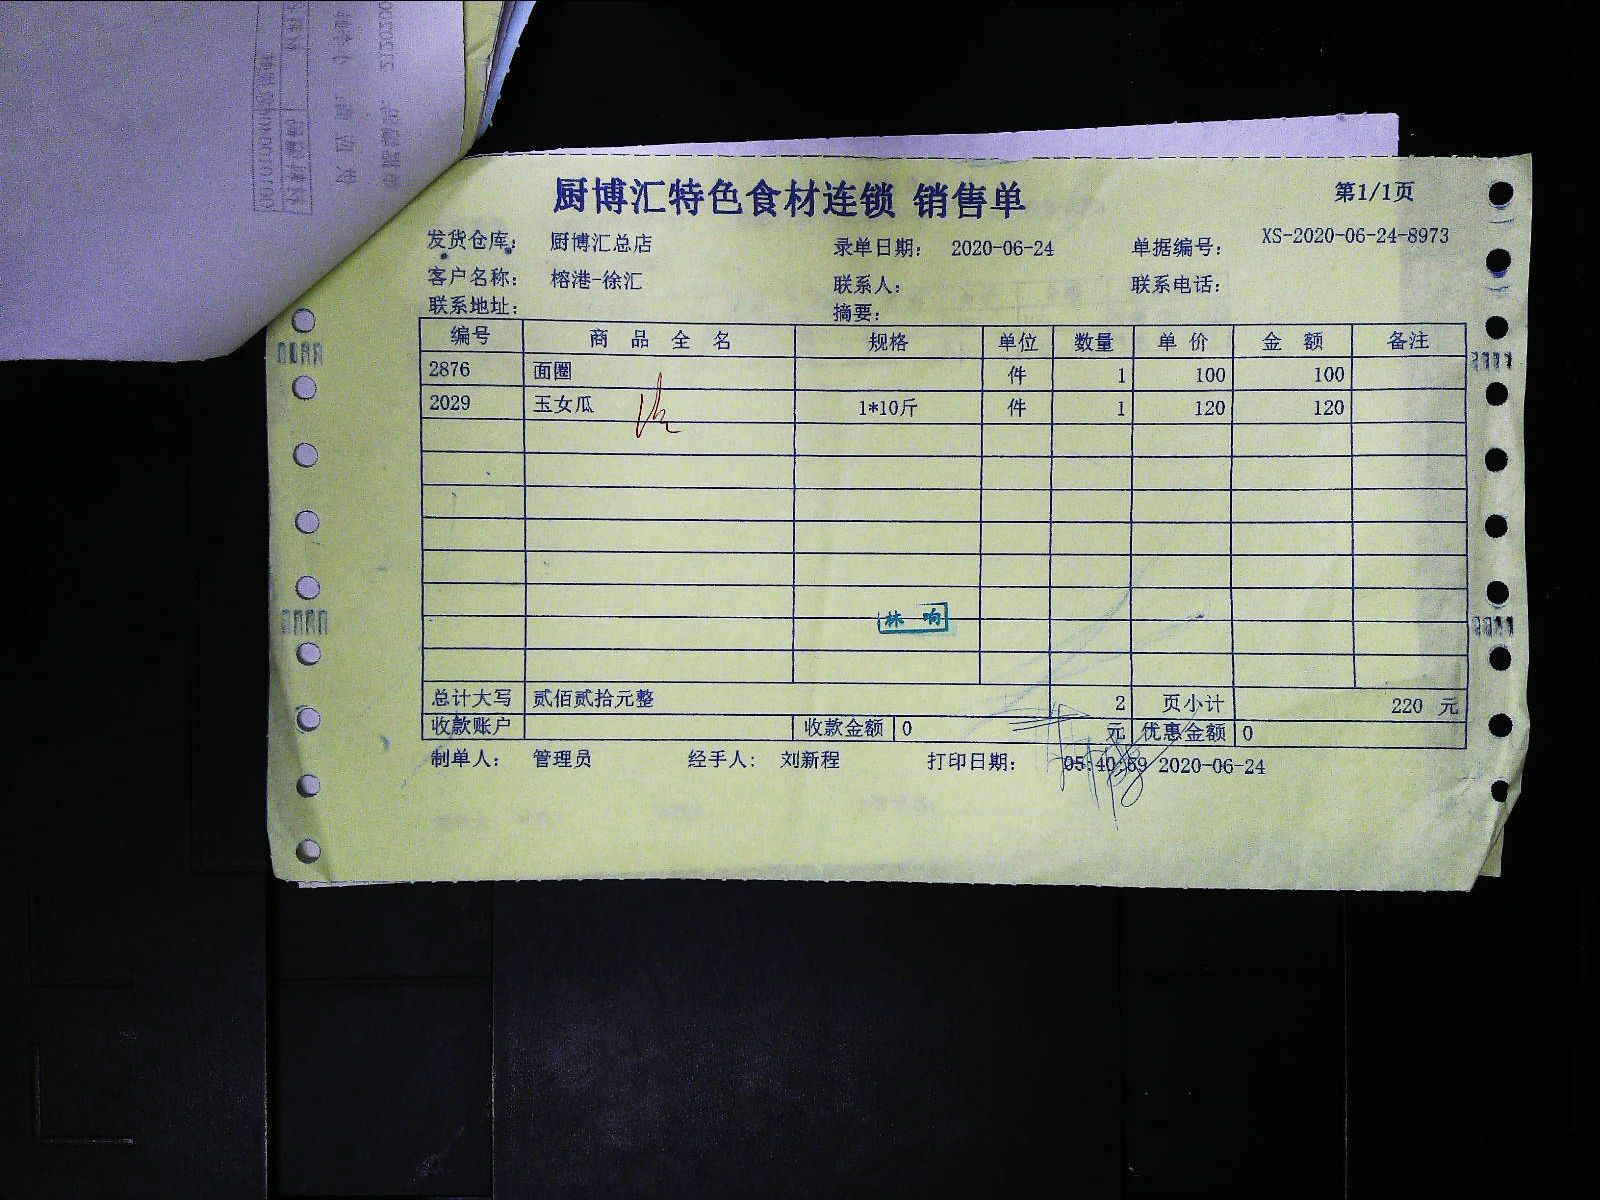 厨博汇特色食材连锁 销售单 第1/1页
发货仓库: 厨博汇总店 录单日期: 2020-06-24 单据编号: XS-2020-06-24-8973
客户名称: 榕港-徐汇 联系人: 联系电话:
联系地址: 摘要:
编号 商品全名 规格 单位 数量 单价 金额 备注
2876 面圈 件 1 100 100
2029 玉女瓜 1*10斤 件 1 120 120
林响
总计大写 贰佰贰拾元整 2 页小计 220 元
收款账户 收款金额 0 元 优惠金额 0
制单人: 管理员 经手人: 刘新程 打印日期: 05:40:59 2020-06-24